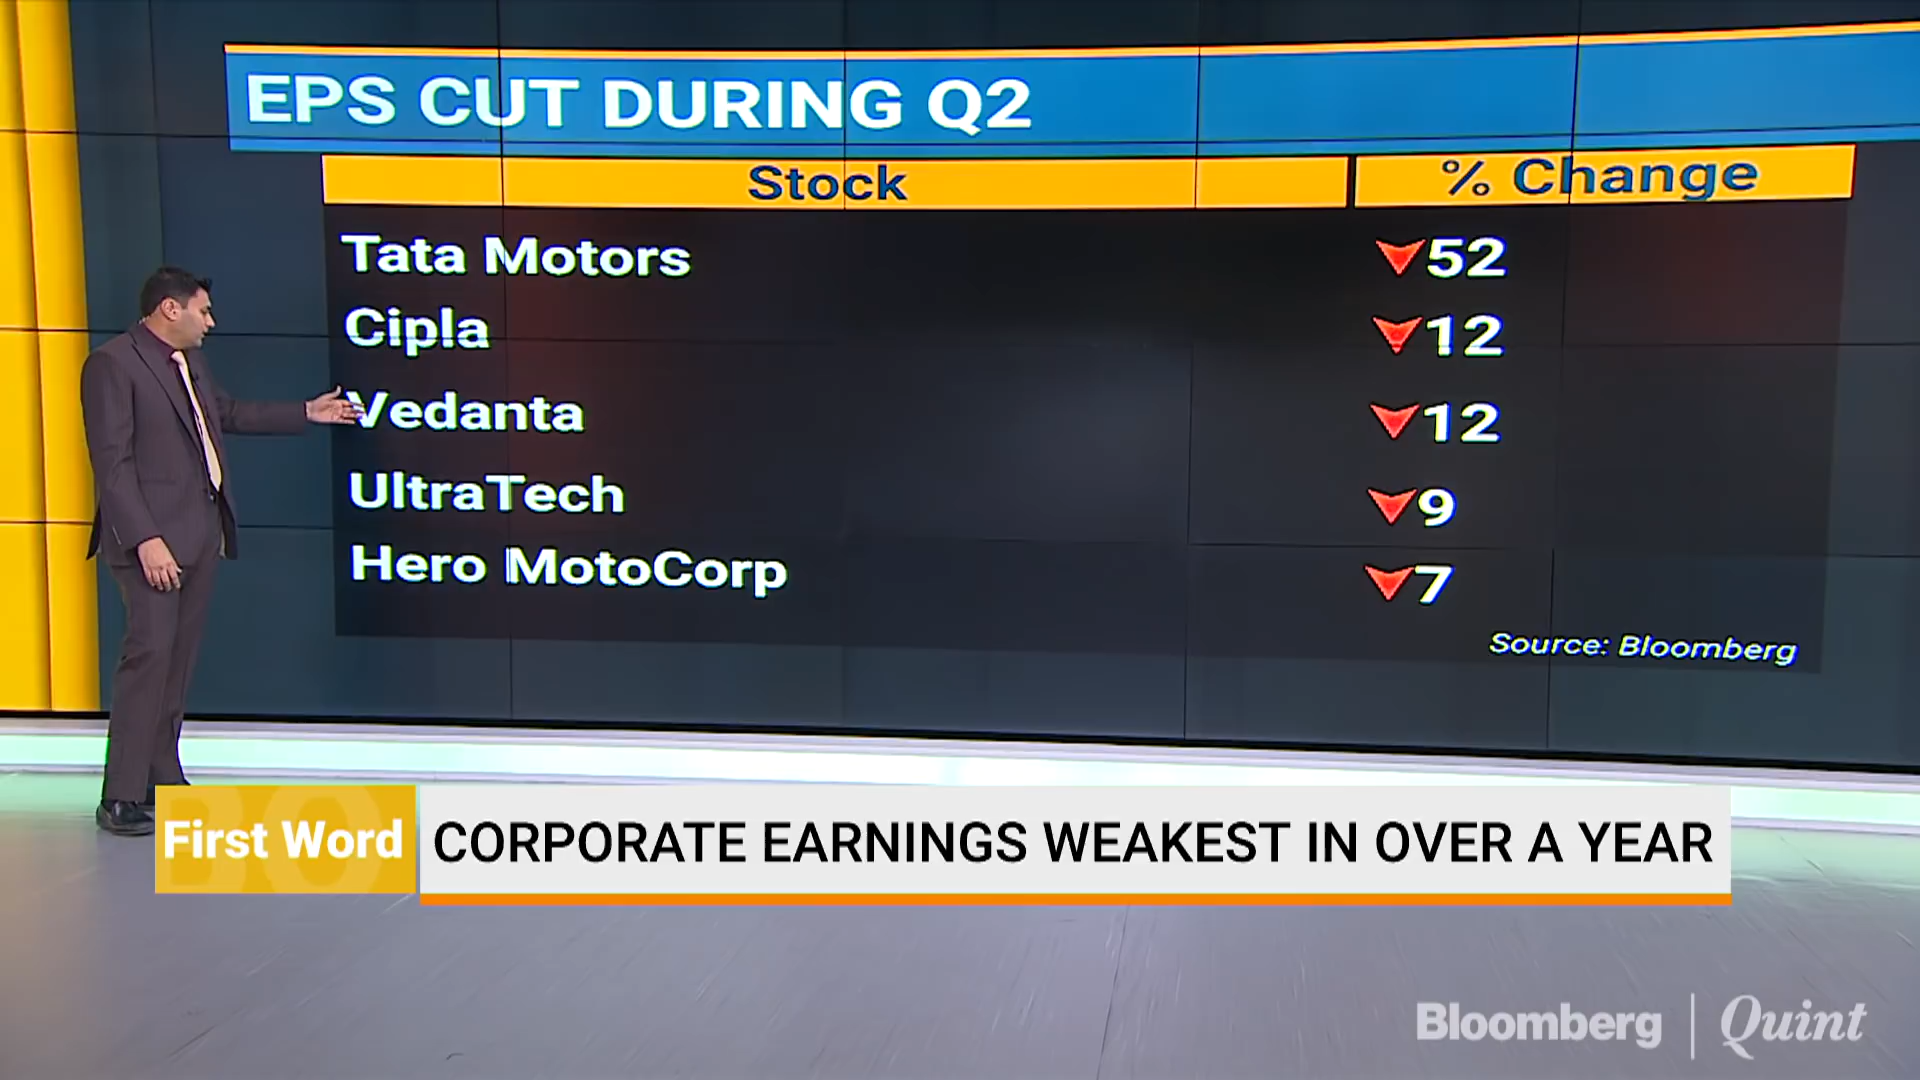 EPS CUT DURING Q2
Stock % Change
Tata Motors ▼52
Cipla ▼12
Vedanta ▼12
UltraTech ▼9
Hero MotoCorp ▼7
Source: Bloomberg
First Word CORPORATE EARNINGS WEAKEST IN OVER A YEAR
Bloomberg | Quint